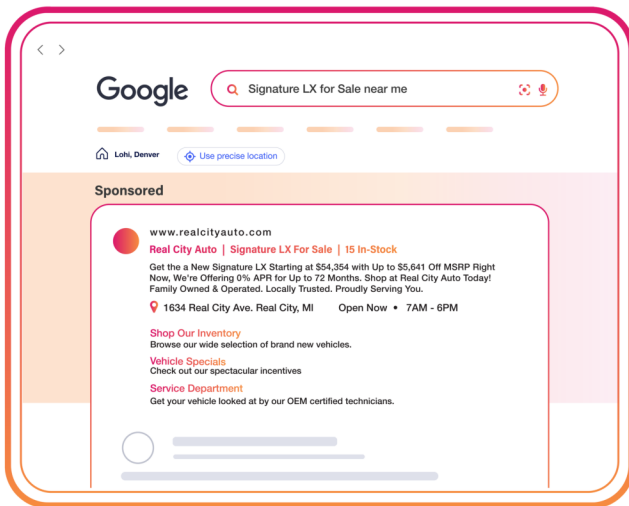 Google
Signature LX for Sale near me
Lohi, Denver
Use precise location
Sponsored
www.realcityauto.com
Real City Auto | Signature LX For Sale | 15 In-Stock
Get the a New Signature LX Starting at $54,354 with Up to $5,641 Off MSRP Right
Now, We're Offering 0% APR for Up to 72 Months. Shop at Real City Auto Today!
Family Owned & Operated. Locally Trusted. Proudly Serving You.
1634 Real City Ave. Real City, MI Open Now • 7AM - 6PM
Shop Our Inventory
Browse our wide selection of brand new vehicles.
Vehicle Specials
Check out our spectacular incentives
Service Department
Get your vehicle looked at by our OEM certified technicians.